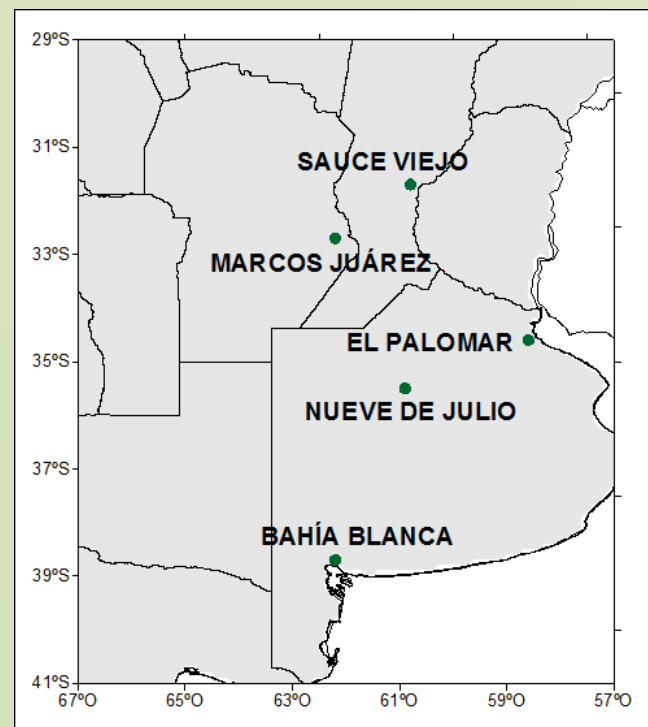 29ºS
31ºS
SAUCE VIEJO
33ºS
MARCOS JUÁREZ
EL PALOMAR
35ºS
NUEVE DE JULIO
37ºS
BAHÍA BLANCA
39ºS
41ºS
67ºO 65ºO 63ºO 61ºO 59ºO 57ºO